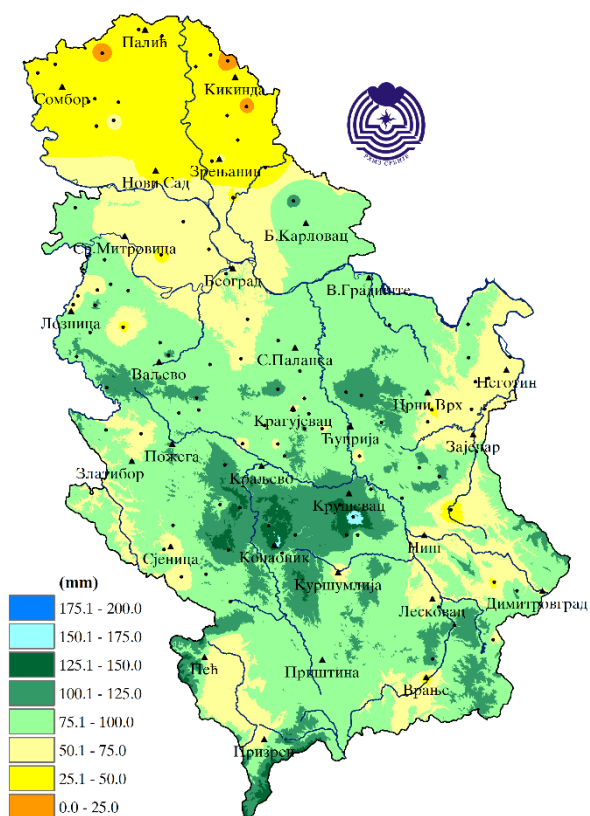 Палић
Кикинда
Сомбор
РХМЗ СРБИЈЕ
Зрењанин
Нови Сад
Б.Карловац
Ср.Митровица
Београд
В.Градиште
Лозница
С.Паланка
Ваљево
Неготин
Црни Врх
Крагујевац
Ћуприја
Зајечар
Пожега
Златибор
Краљево
Крушевац
Ниш
Сјеница
Копаоник
Куршумлија
Димитровград
Лесковац
Пећ
Приштина
Врање
Призрен
(mm)
175.1 - 200.0
150.1 - 175.0
125.1 - 150.0
100.1 - 125.0
75.1 - 100.0
50.1 - 75.0
25.1 - 50.0
0.0 - 25.0